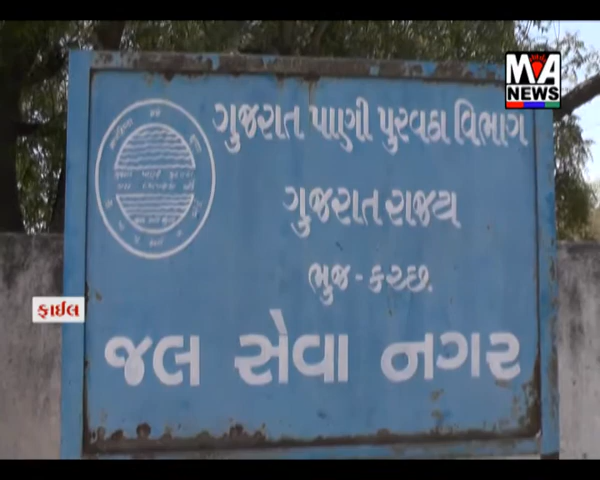 MA
NEWS
ગુજરાત પાણી પુરવઠા વિભાગ
ગુજરાત રાજ્ય
ભુજ - કચ્છ.
ફાઈલ
જલ સેવા નગર